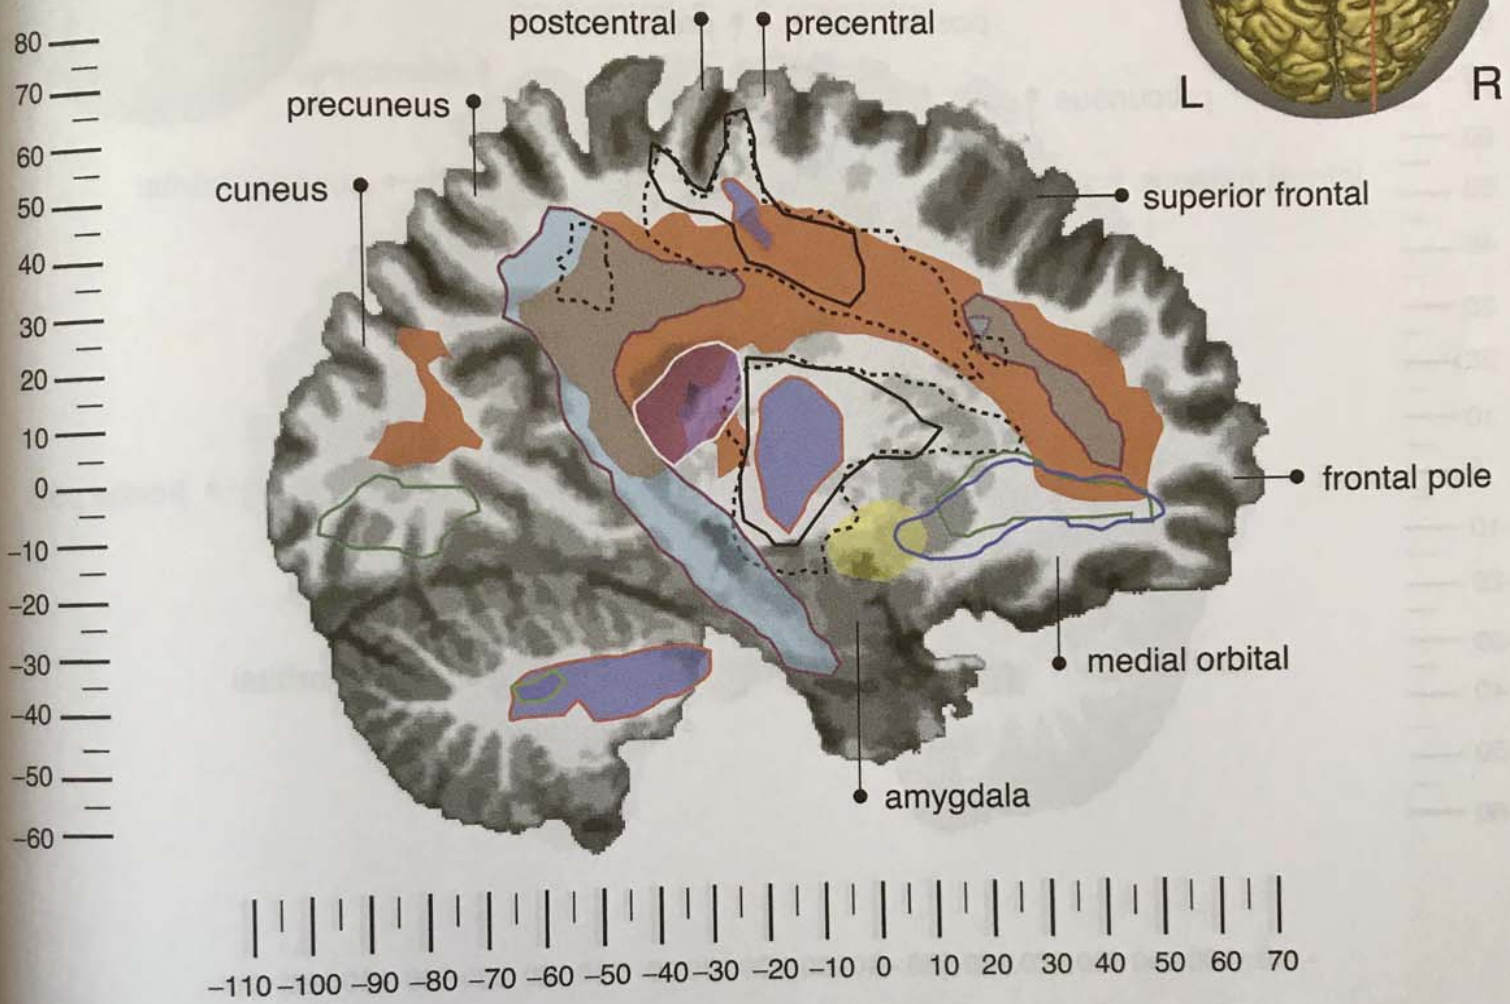 postcentral
precentral
precuneus
cuneus
superior frontal
frontal pole
medial orbital
amygdala
L
R
80
70
60
50
40
30
20
10
0
−10
−20
−30
−40
−50
−60
−110 −100 −90 −80 −70 −60 −50 −40 −30 −20 −10 0 10 20 30 40 50 60 70